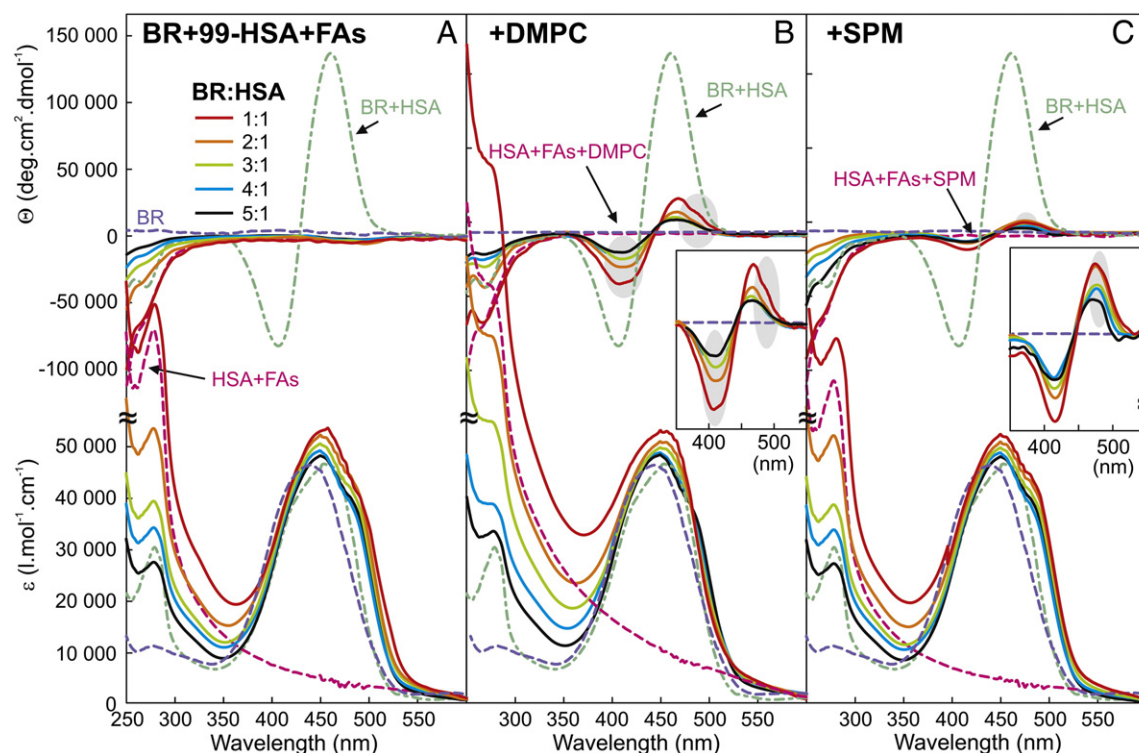 BR+99-HSA+FAs A
+DMPC B
+SPM C
Θ (deg.cm².dmol⁻¹)
150 000
100 000
50 000
0
-50 000
-100 000
BR:HSA
1:1
2:1
3:1
4:1
5:1
BR+HSA
BR
HSA+FAs
BR+HSA
HSA+FAs+DMPC
400 500
(nm)
BR+HSA
HSA+FAs+SPM
400 500
(nm)
≈ ≈ ≈ ≈
ε (l.mol⁻¹.cm⁻¹)
50 000
40 000
30 000
20 000
10 000
0
250 300 350 400 450 500 550
300 350 400 450 500 550
300 350 400 450 500 550
Wavelength (nm) Wavelength (nm) Wavelength (nm)